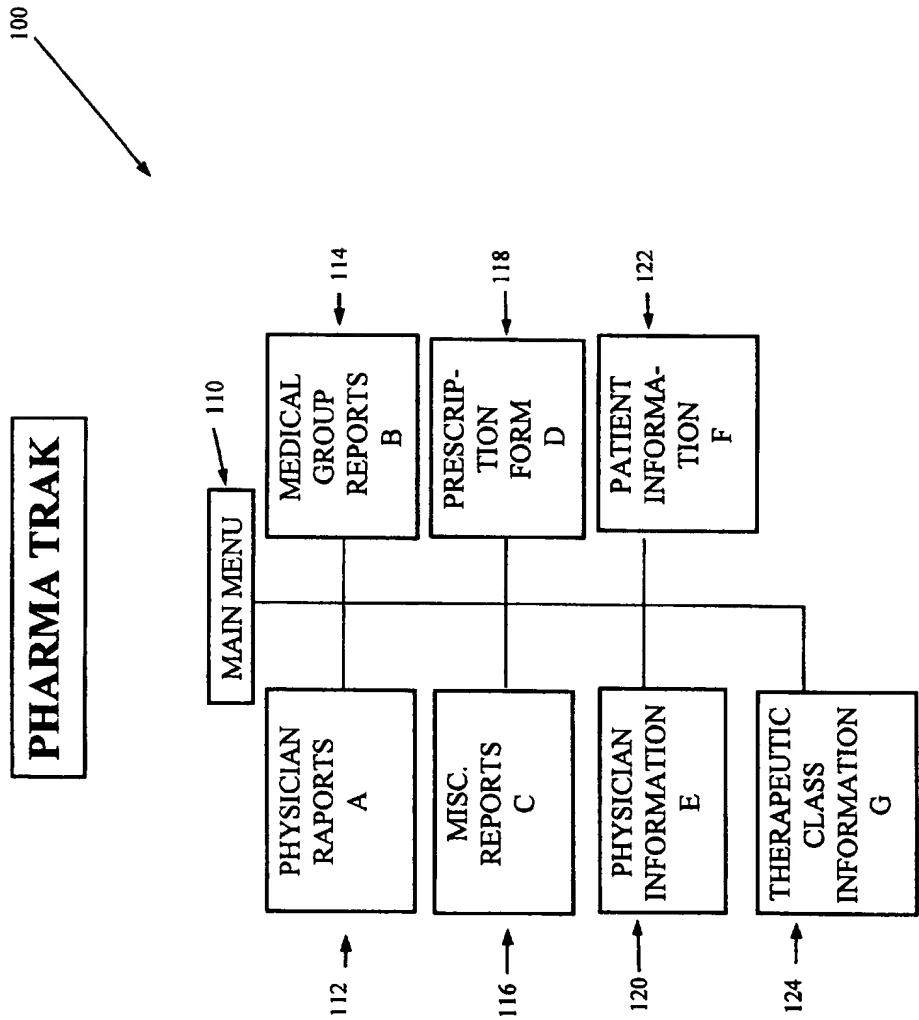 PHARMA TRAK
100
MAIN MENU
110
112
PHYSICIAN
RAPORTS
A
MEDICAL
GROUP
REPORTS
B
114
116
MISC.
REPORTS
C
PRESCRIP-
TION
FORM
D
118
120
PHYSICIAN
INFORMATION
E
PATIENT
INFORMA-
TION
F
122
124
THERAPEUTIC
CLASS
INFORMATION
G